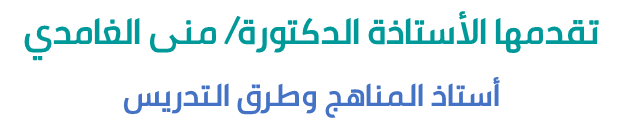 تقدمها الأستاذة الدكتورة/ منى الغامدي
أستاذ المناهج وطرق التدريس